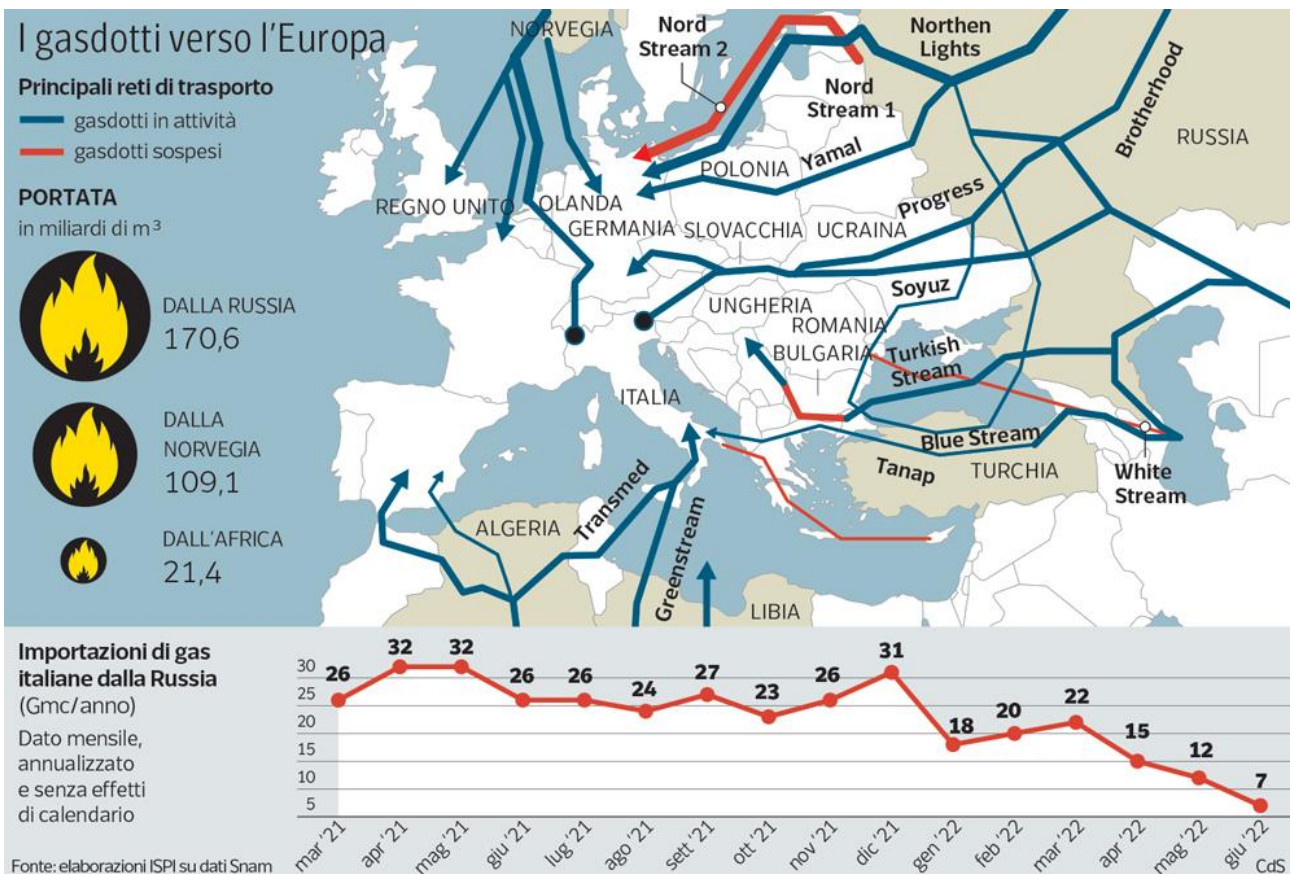 I gasdotti verso l'Europa
Principali reti di trasporto
gasdotti in attività
gasdotti sospesi
PORTATA
in miliardi di m³
DALLA RUSSIA
170,6
DALLA
NORVEGIA
109,1
DALL'AFRICA
21,4
NORVEGIA
Nord
Stream 2
Northen
Lights
Nord
Stream 1
Brotherhood
RUSSIA
POLONIA
Yamal
REGNO UNITO
OLANDA
GERMANIA
SLOVACCHIA
UCRAINA
Progress
Soyuz
UNGHERIA
ROMANIA
BULGARIA
Turkish
Stream
ITALIA
Blue Stream
Tanap
TURCHIA
White
Stream
ALGERIA
Transmed
Greenstream
LIBIA
Importazioni di gas
italiane dalla Russia
(Gmc/anno)
Dato mensile,
annualizzato
e senza effetti
di calendario
30
25
20
15
10
5
26
32
32
26
26
24
27
23
26
31
18
20
22
15
12
7
mar '21
apr '21
mag '21
giu '21
lug '21
ago '21
sett '21
ott '21
nov '21
dic '21
gen '22
feb '22
mar '22
apr '22
mag '22
giu '22
Fonte: elaborazioni ISPI su dati Snam
CdS